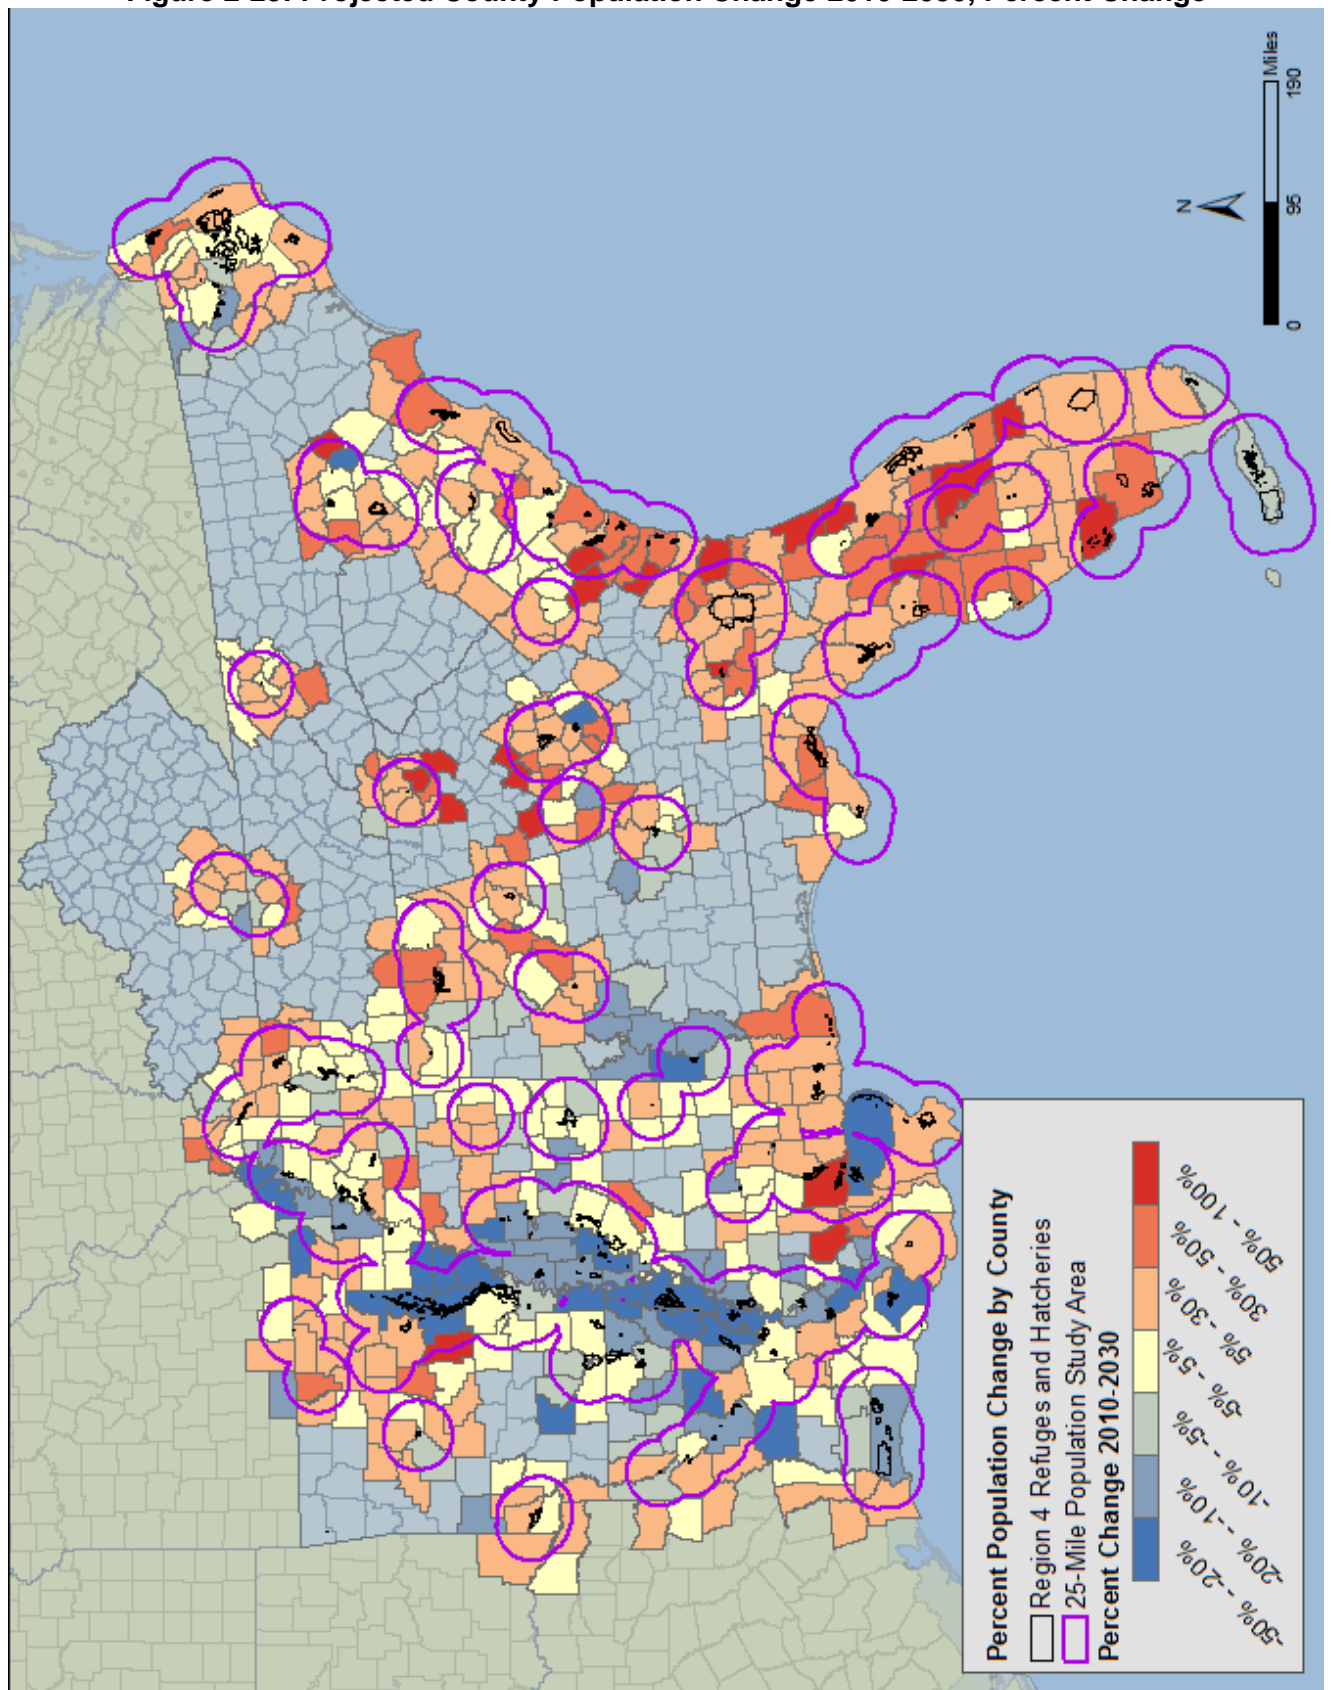 Figure Projected County Population Change 2010-2030, Percent Change
N
0 95 190
Miles
Percent Population Change by County
Region 4 Refuges and Hatcheries
25-Mile Population Study Area
Percent Change 2010-2030
-50% - -20%
-20% - -10%
-10% - -5%
-5% - 5%
5% - 30%
30% - 50%
50% - 100%